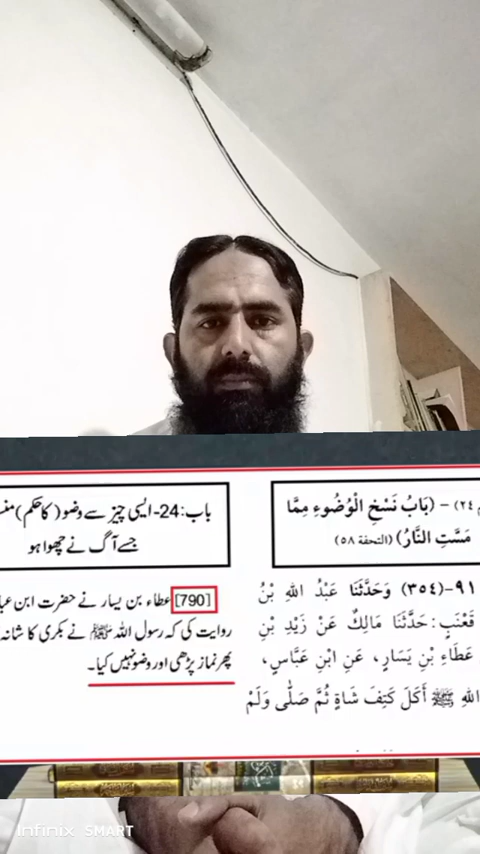 (بَابُ نَسْخِ الْوُضُوءِ مِمَّا
مَسَّتِ النَّارُ) (التحفة ٥٨)
٩١-(٣٥٤) وَحَدَّثَنَا عَبْدُ اللهِ بْنُ
قَعْنَبٍ: حَدَّثَنَا مَالِكٌ عَنْ زَيْدِ بْنِ
عَطَاءِ بْنِ يَسَارٍ، عَنِ ابْنِ عَبَّاسٍ،
اللهِ ﷺ أَكَلَ كَتِفَ شَاةٍ ثُمَّ صَلَّى وَلَمْ
باب:24-ایسی چیز سے وضو (کا حکم)
جسے آگ نے چھوا ہو
[790] عطاء بن یسار نے حضرت ابن
روایت کی کہ رسول اللہ ﷺ نے بکری کا شانہ
پھر نماز پڑھی اور وضو نہیں کیا۔
Infinix SMART